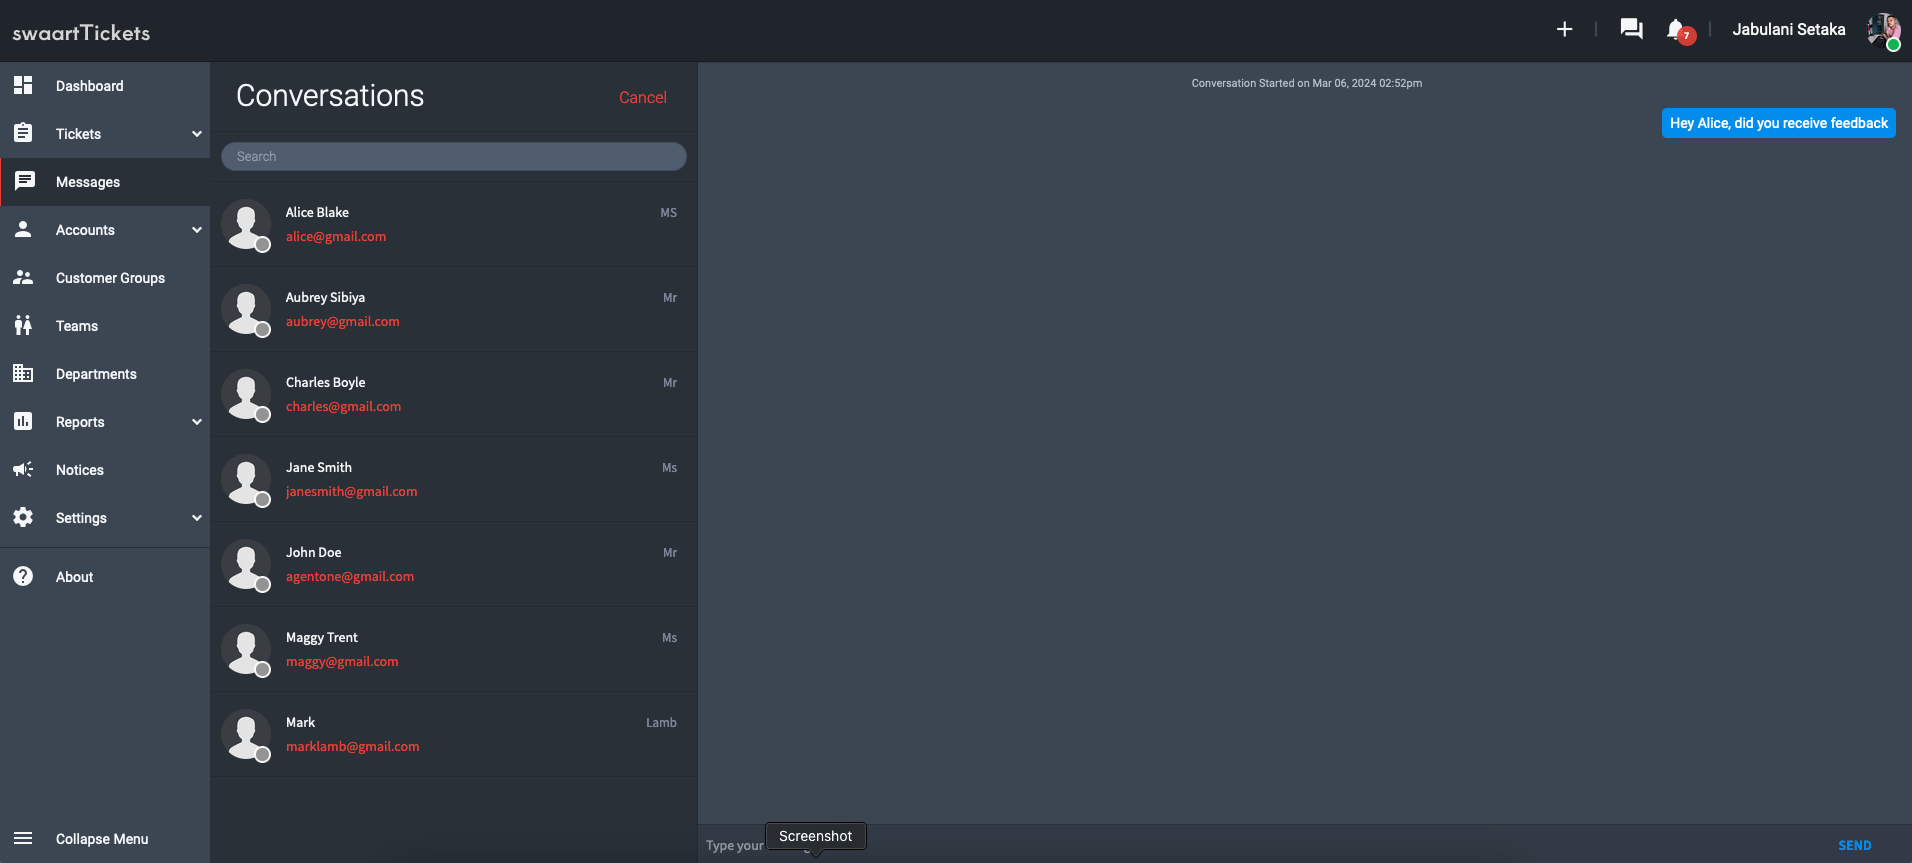 swaartTickets
7
Jabulani Setaka
Dashboard
Tickets
Messages
Accounts
Customer Groups
Teams
Departments
Reports
Notices
Settings
About
Collapse Menu
Conversations
Cancel
Search
Alice Blake
MS
alice@gmail.com
Aubrey Sibiya
Mr
aubrey@gmail.com
Charles Boyle
Mr
charles@gmail.com
Jane Smith
Ms
janesmith@gmail.com
John Doe
Mr
agentone@gmail.com
Maggy Trent
Ms
maggy@gmail.com
Mark
Lamb
marklamb@gmail.com
Conversation Started on Mar 06, 2024 02:52pm
Hey Alice, did you receive feedback
Type your
Screenshot
SEND